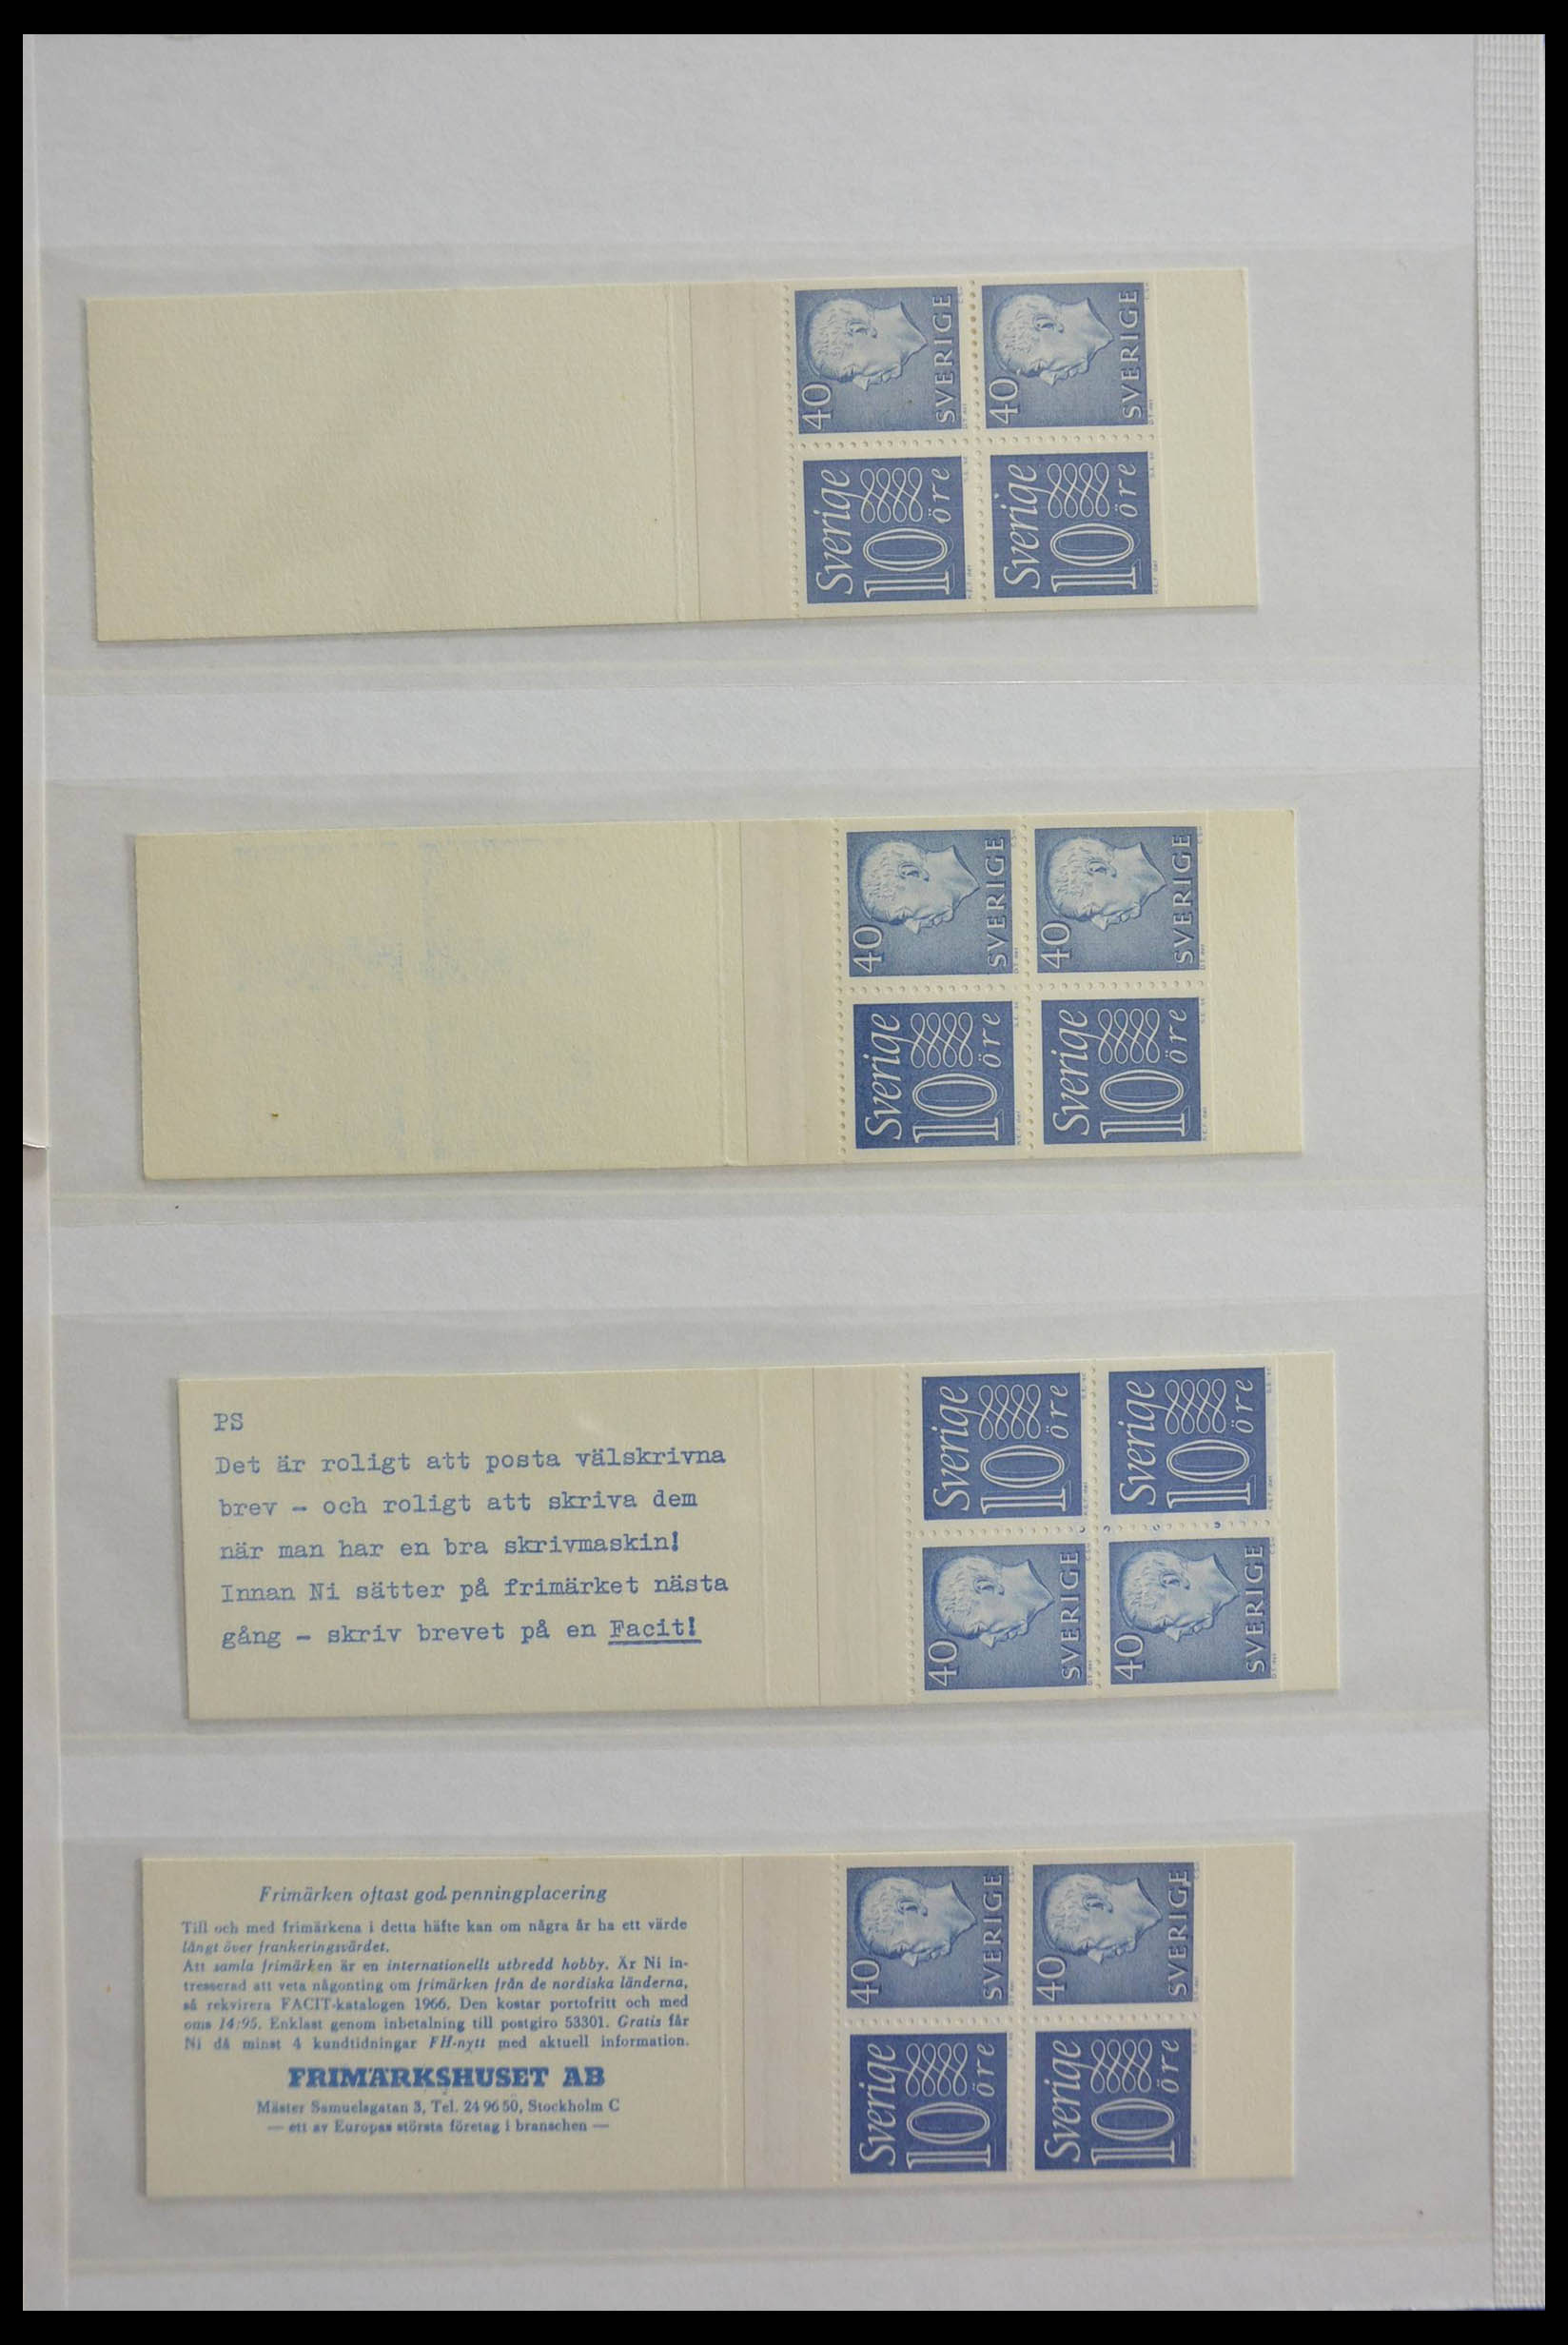 40
SVERIGE
40
SVERIGE
Sverige
10
öre
Sverige
10
öre
40
SVERIGE
40
SVERIGE
Sverige
10
öre
Sverige
10
öre
PS
Det är roligt att posta välskrivna
brev - och roligt att skriva dem
när man har en bra skrivmaskin!
Innan Ni sätter på frimärket nästa
gång - skriv brevet på en Facit!
Sverige
10
öre
Sverige
10
öre
40
SVERIGE
40
SVERIGE
Frimärken oftast god penningplacering
Till och med frimärkena i detta häfte kan om några år ha ett värde
långt över frankeringsvärdet.
Att samla frimärken är en internationellt utbredd hobby. Är Ni in-
tresserad att veta någonting om frimärken från de nordiska länderna,
så rekvirera FACIT-katalogen 1966. Den kostar portofritt och med
oms 14:95. Enklast genom inbetalning till postgiro 53301. Gratis får
Ni då minst 4 kundtidningar FH-nytt med aktuell information.
FRIMÄRKSHUSET AB
Mäster Samuelsgatan 3, Tel. 24 96 50, Stockholm C
— ett av Europas största företag i branschen —
40
SVERIGE
40
SVERIGE
Sverige
10
öre
Sverige
10
öre